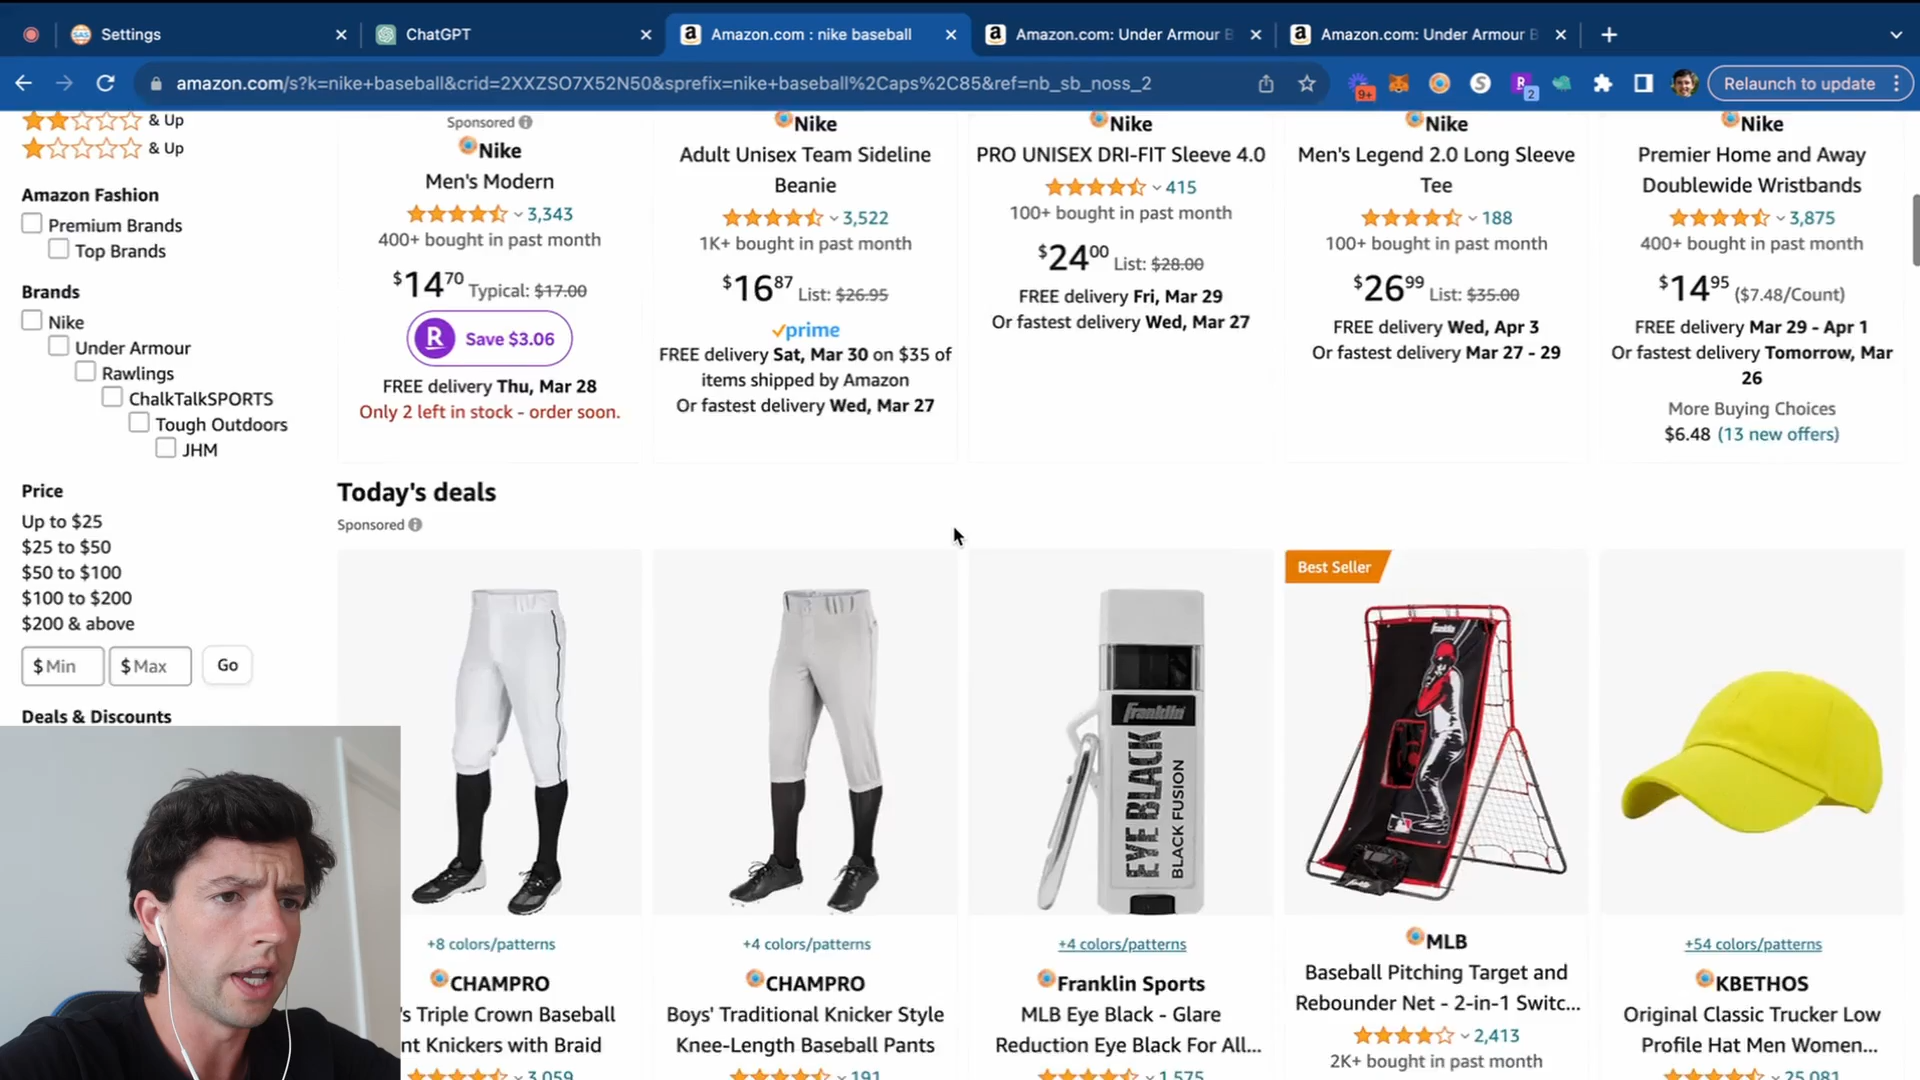 Settings
ChatGPT
Amazon.com : nike baseball
Amazon.com: Under Armour B
Amazon.com: Under Armour B
amazon.com/s?k=nike+baseball&crid=2XXZSO7X52N50&sprefix=nike+baseball%2Caps%2C85&ref=nb_sb_noss_2
9+
2
Relaunch to update
& Up
& Up
Amazon Fashion
Premium Brands
Top Brands
Brands
Nike
Under Armour
Rawlings
ChalkTalkSPORTS
Tough Outdoors
JHM
Price
Up to $25
$25 to $50
$50 to $100
$100 to $200
$200 & above
$ Min
$ Max
Go
Deals & Discounts
Sponsored
Nike
Men's Modern
3,343
400+ bought in past month
$14 70 Typical: $17.00
R Save $3.06
FREE delivery Thu, Mar 28
Only 2 left in stock - order soon.
Nike
Adult Unisex Team Sideline
Beanie
3,522
1K+ bought in past month
$16 87 List: $26.95
prime
FREE delivery Sat, Mar 30 on $35 of
items shipped by Amazon
Or fastest delivery Wed, Mar 27
Nike
PRO UNISEX DRI-FIT Sleeve 4.0
415
100+ bought in past month
$24 00 List: $28.00
FREE delivery Fri, Mar 29
Or fastest delivery Wed, Mar 27
Nike
Men's Legend 2.0 Long Sleeve
Tee
188
100+ bought in past month
$26 99 List: $35.00
FREE delivery Wed, Apr 3
Or fastest delivery Mar 27 - 29
Nike
Premier Home and Away
Doublewide Wristbands
3,875
400+ bought in past month
$14 95 ($7.48/Count)
FREE delivery Mar 29 - Apr 1
Or fastest delivery Tomorrow, Mar
26
More Buying Choices
$6.48 (13 new offers)
Today's deals
Sponsored
+8 colors/patterns
CHAMPRO
's Triple Crown Baseball
nt Knickers with Braid
3,059
+4 colors/patterns
CHAMPRO
Boys' Traditional Knicker Style
Knee-Length Baseball Pants
191
Franklin
EYE BLACK
BLACK FUSION
+4 colors/patterns
Franklin Sports
MLB Eye Black - Glare
Reduction Eye Black For All...
1,575
Best Seller
Franklin
MLB
Baseball Pitching Target and
Rebounder Net - 2-in-1 Switc...
2,413
2K+ bought in past month
+54 colors/patterns
KBETHOS
Original Classic Trucker Low
Profile Hat Men Women...
25,081